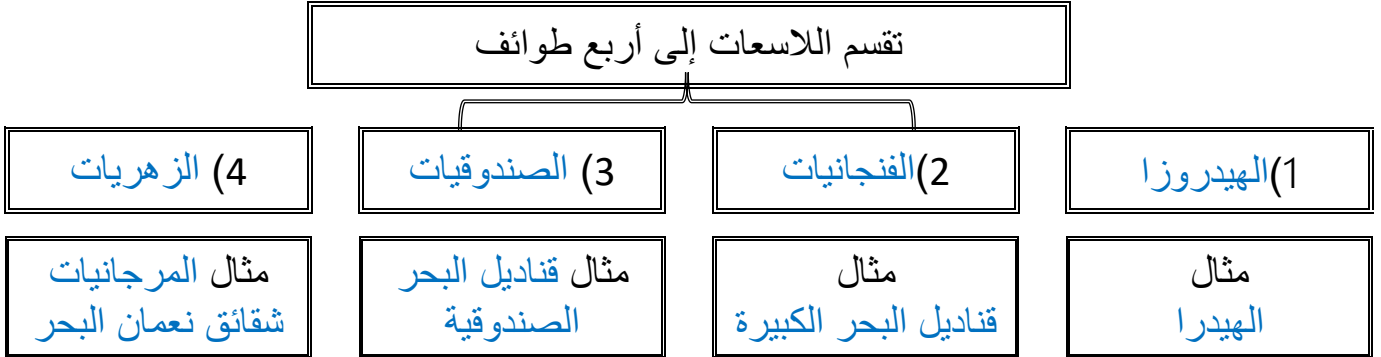 تقسم اللاسعات إلى أربع طوائف
1)الهيدروزا
2)الفنجانيات
3) الصندوقيات
4) الزهريات
مثال
الهيدرا
مثال
قناديل البحر الكبيرة
مثال قناديل البحر
الصندوقية
مثال المرجانيات
شقائق نعمان البحر